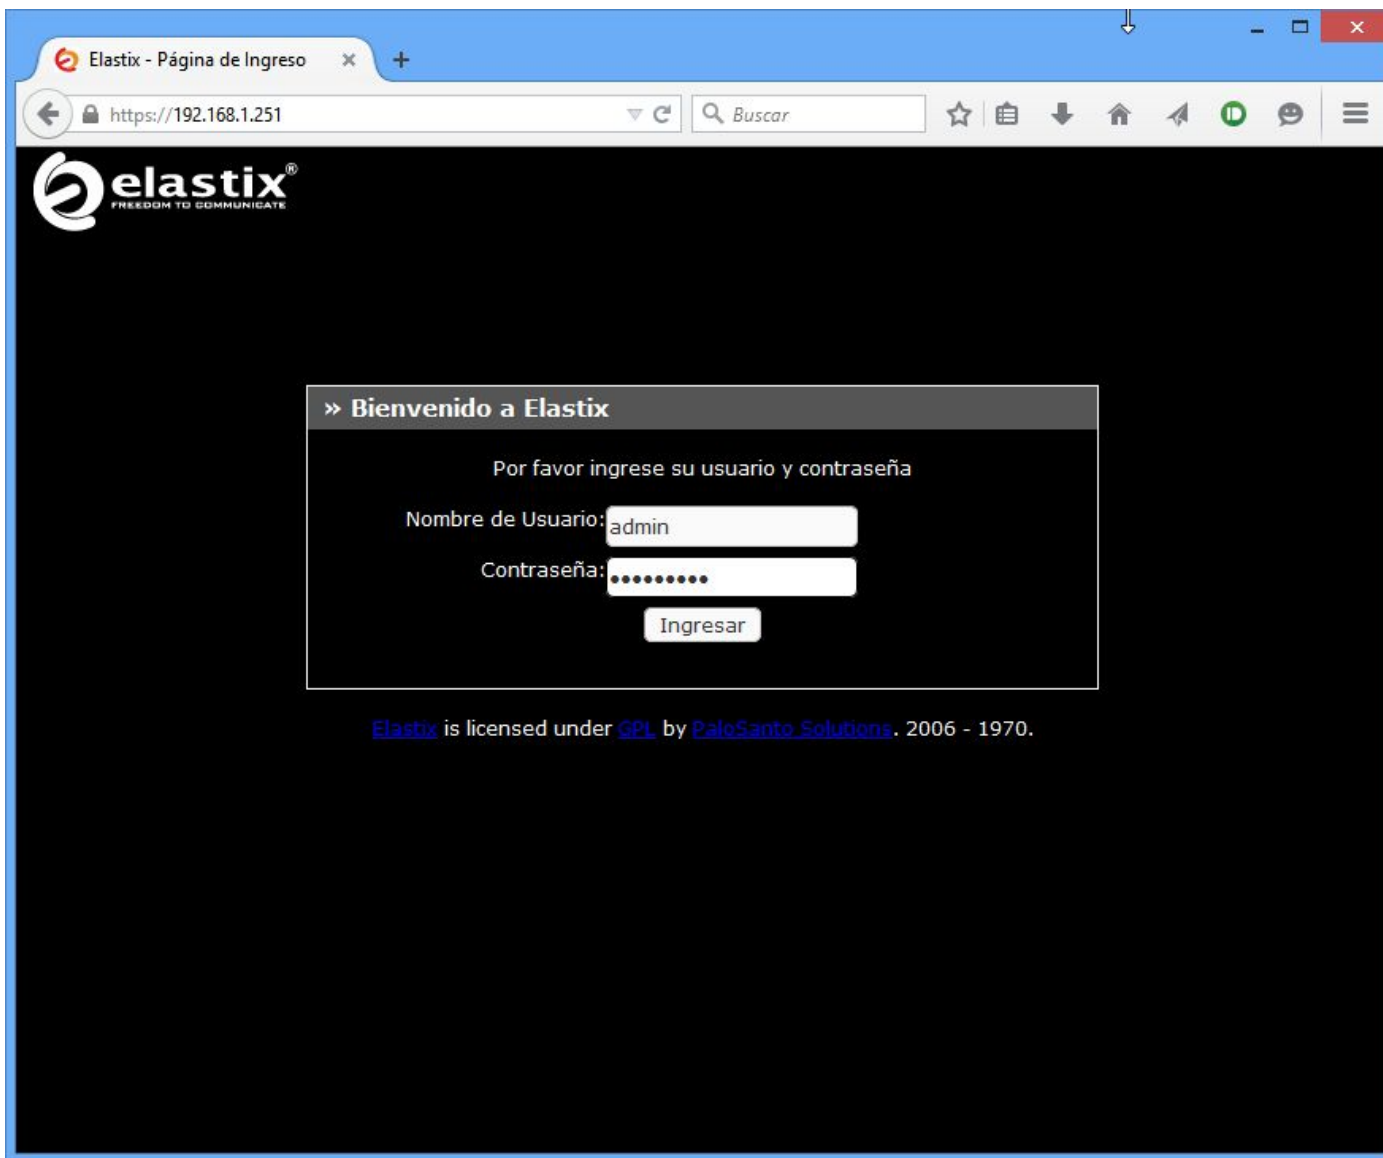 Elastix - Página de Ingreso
https://192.168.1.251
Buscar
elastix®
FREEDOM TO COMMUNICATE
» Bienvenido a Elastix
Por favor ingrese su usuario y contraseña
Nombre de Usuario: admin
Contraseña: •••••••••
Ingresar
Elastix is licensed under GPL by PaloSanto Solutions. 2006 - 1970.